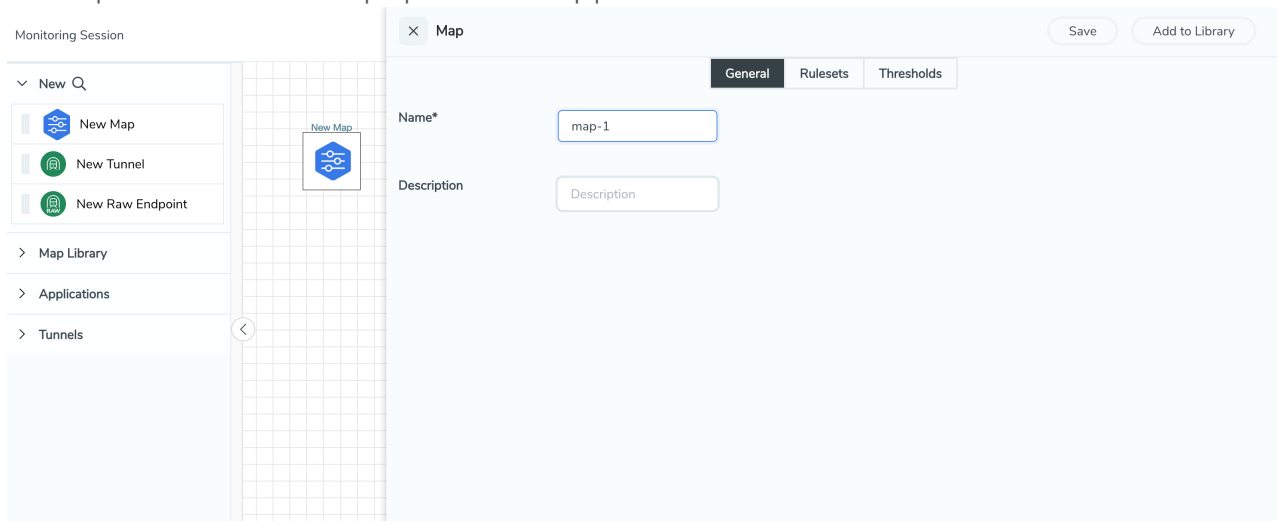 Monitoring Session
Map
Save
Add to Library
New
General
Rulesets
Thresholds
New Map
New Tunnel
New Raw Endpoint
RAW
Map Library
Applications
Tunnels
New Map
Name*
map-1
Description
Description